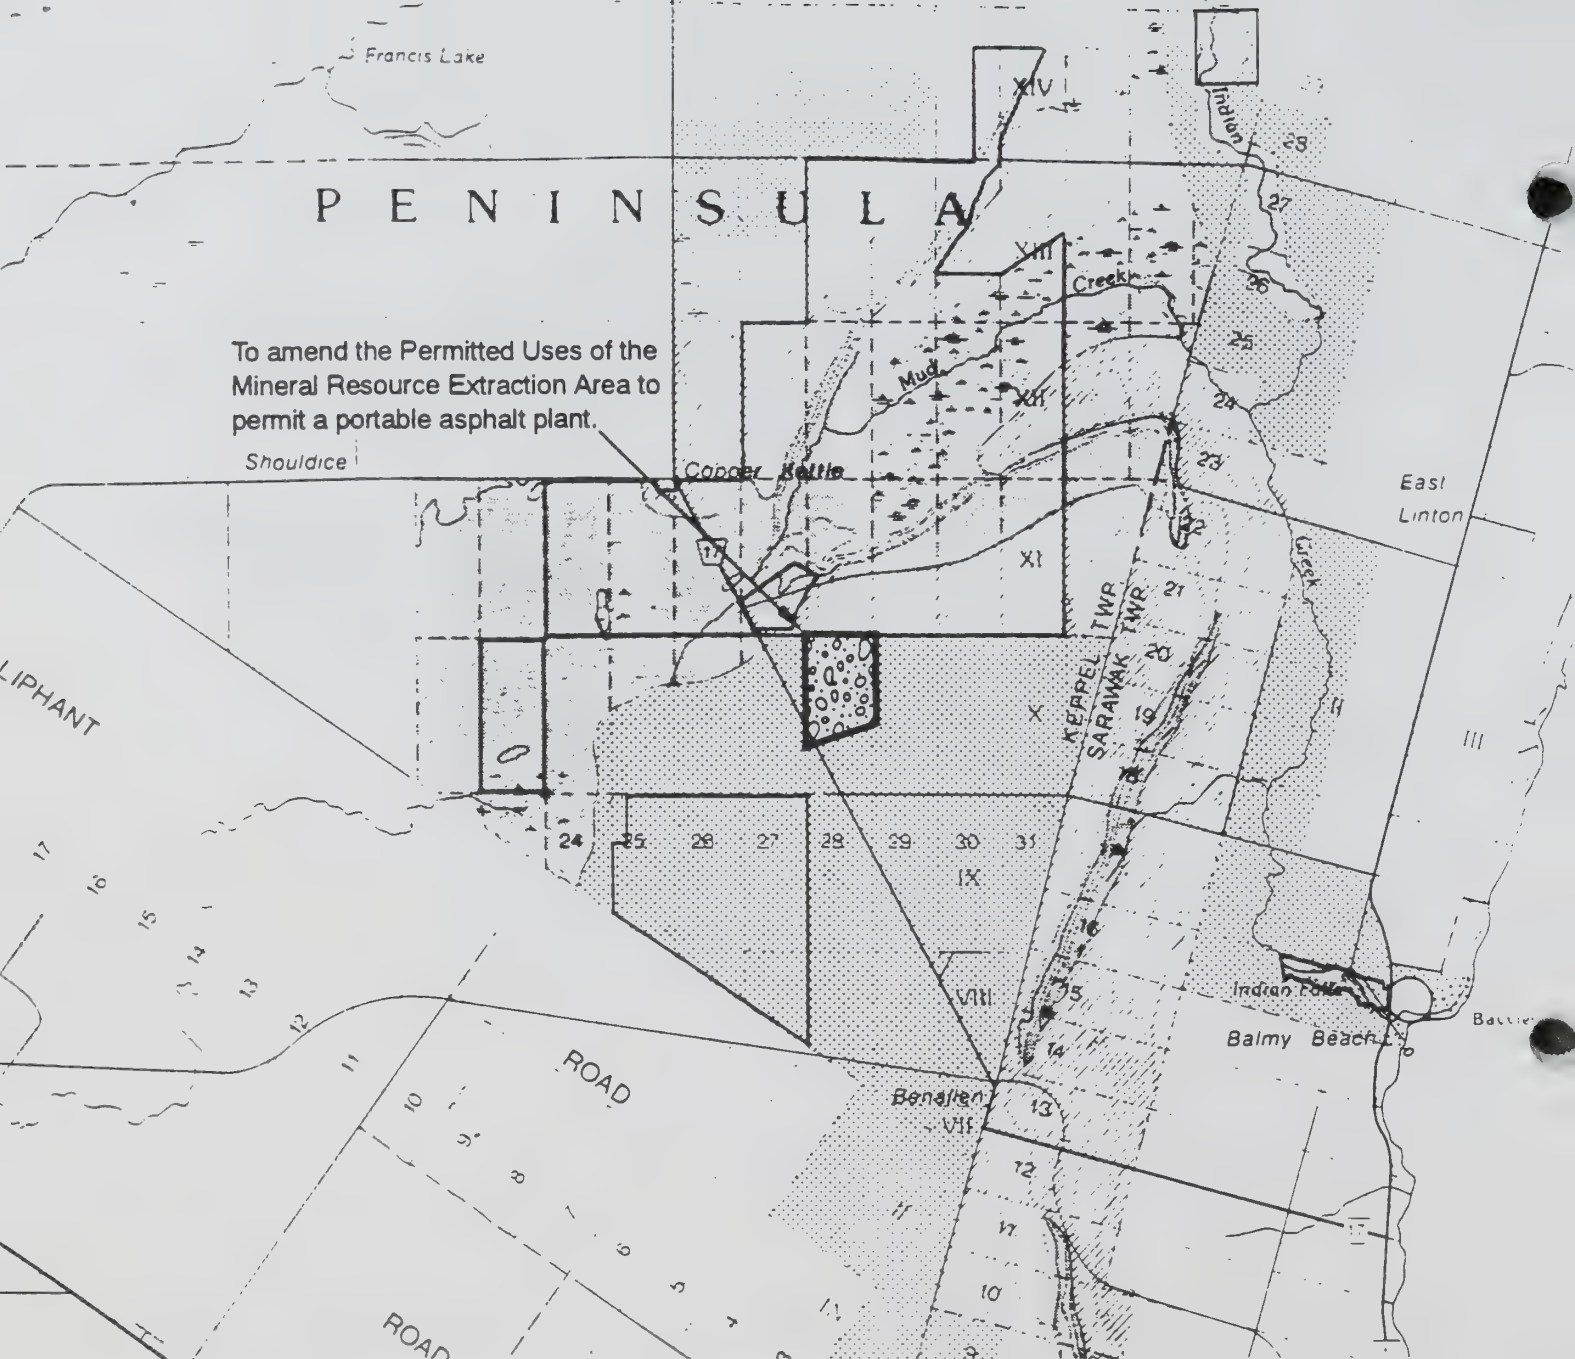 Francis Lake
XIV
Indian
28
PENINSULA
27
XIII
Creek
26
25
To amend the Permitted Uses of the
Mineral Resource Extraction Area to
permit a portable asphalt plant.
Mud
XII
24
Shouldice
Copper Kettle
23
East
Linton
22
17
XI
Creek
21
KEPPEL TWP
SARAWAK TWP
20
LIPHANT
X
19
II
III
18
17
24
25
26
27
28
29
30
31
IX
16
15
14
13
12
16
VIII
15
Indian Falls
Balmy Beach
14
11
ROAD
Benallen
13
10
VII
9
8
12
7
11
6
5
10
4
ROAD
9